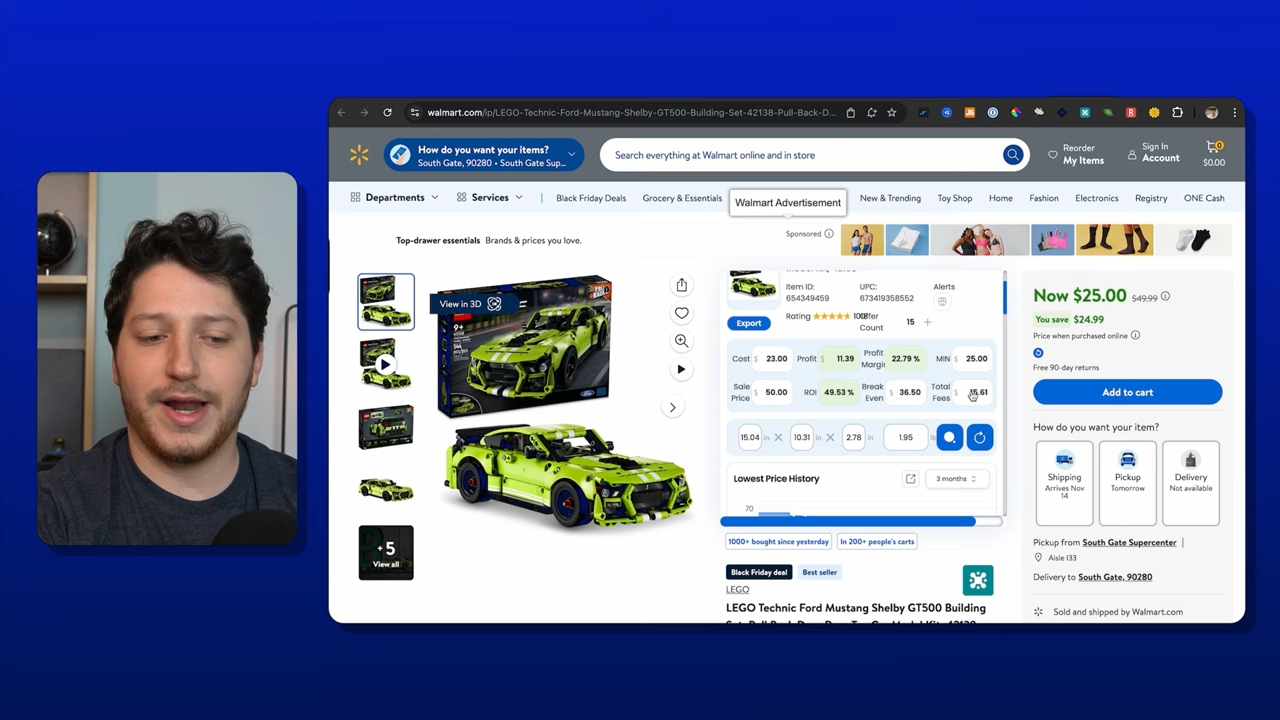 walmart.com/ip/LEGO-Technic-Ford-Mustang-Shelby-GT500-Building-Set-42138-Pull-Back-D...
How do you want your items?
South Gate, 90280 • South Gate Sup...
Search everything at Walmart online and in store
Reorder
My Items
Sign In
Account
0
$0.00
Departments
Services
Black Friday Deals
Grocery & Essentials
Walmart Advertisement
New & Trending
Toy Shop
Home
Fashion
Electronics
Registry
ONE Cash
Top-drawer essentials Brands & prices you love.
Sponsored
View in 3D
9+
+5
View all
Item ID:
654349459
UPC:
673419358552
Alerts
Rating
Offer
Count
15
Export
Cost $ 23.00
Profit $ 11.39
Profit
Margin
22.79 %
MIN $ 25.00
Sale
Price
$ 50.00
ROI 49.53 %
Break
Even
$ 36.50
Total
Fees
$ 15.61
15.04 in × 10.31 in × 2.78 in 1.95 lb
Lowest Price History
3 months
70
1000+ bought since yesterday
In 200+ people's carts
Black Friday deal
Best seller
LEGO
LEGO Technic Ford Mustang Shelby GT500 Building
Now $25.00 $49.99
You save $24.99
Price when purchased online
Free 90-day returns
Add to cart
How do you want your item?
Shipping
Arrives Nov
14
Pickup
Tomorrow
Delivery
Not available
Pickup from South Gate Supercenter
Aisle I33
Delivery to South Gate, 90280
Sold and shipped by Walmart.com